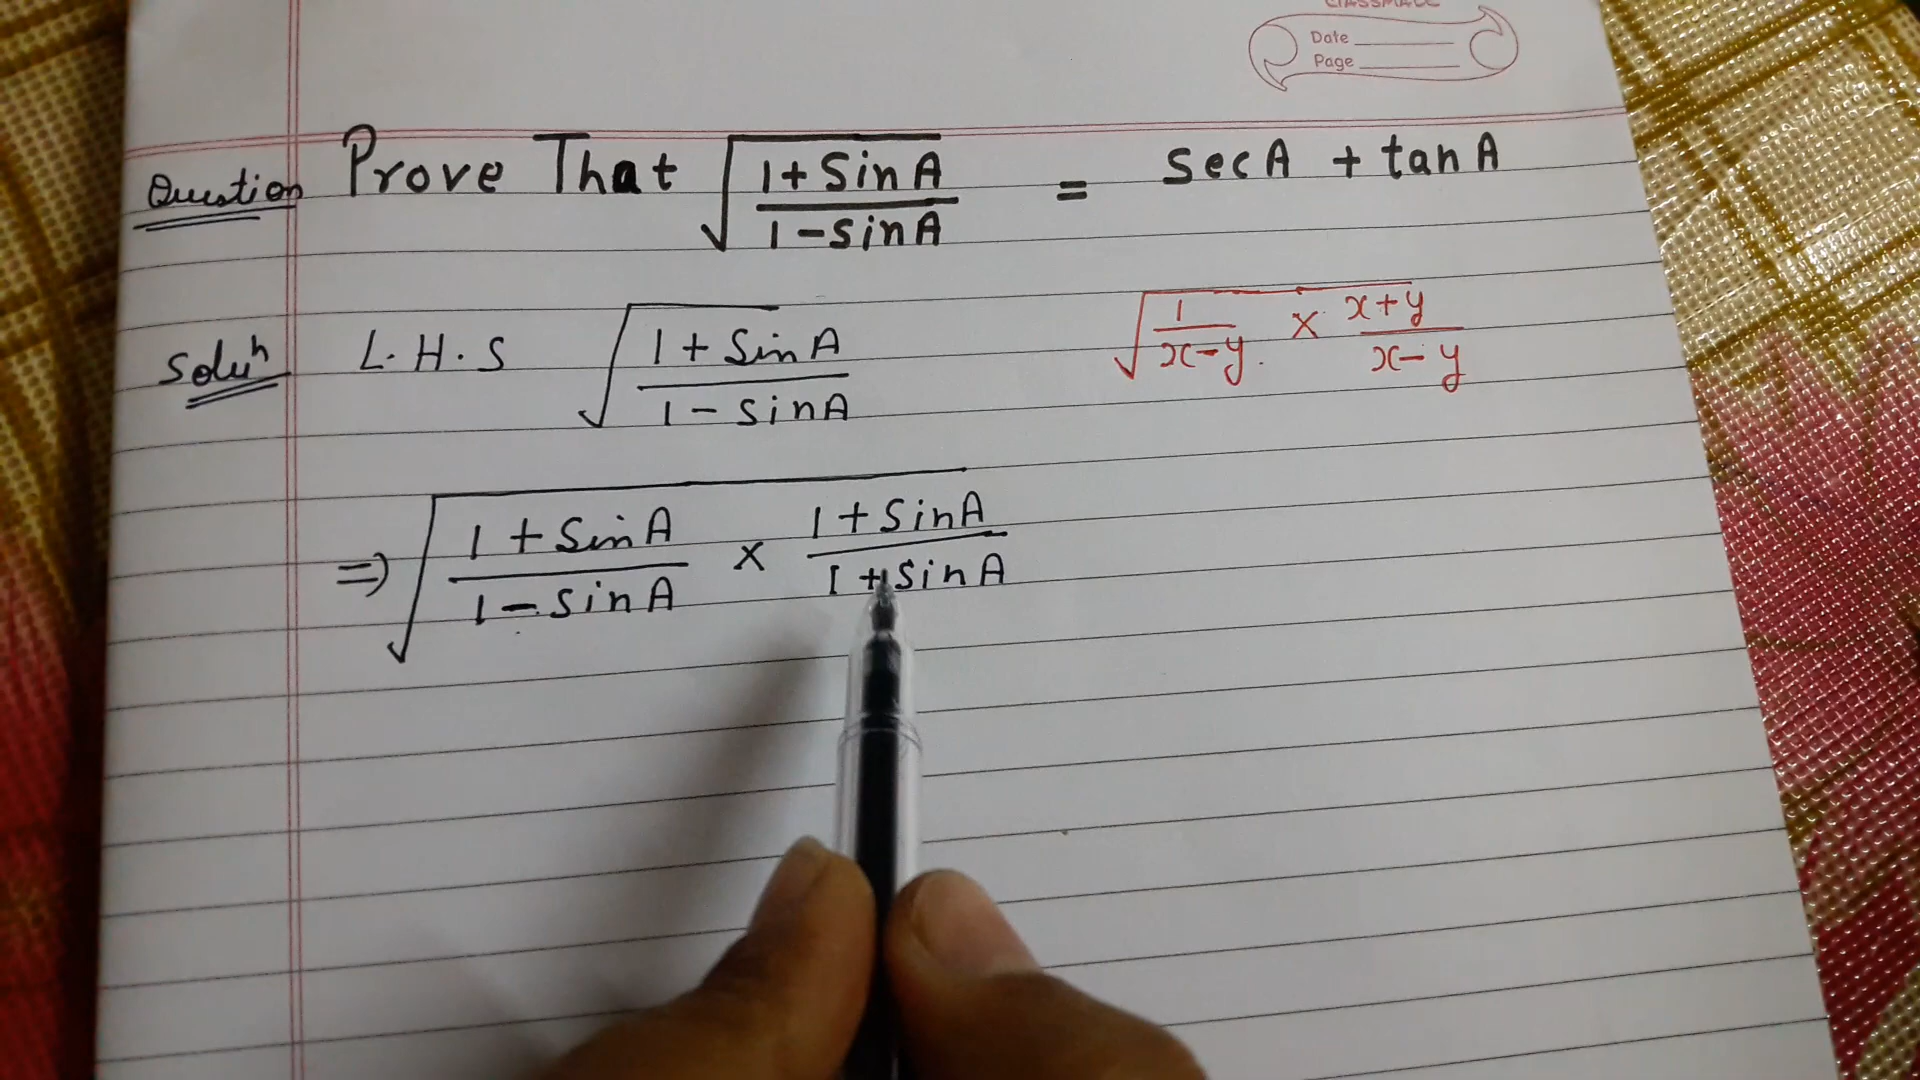 CLASSMATE
Date
Page
Question Prove That √(1+SinA)/(1-sinA) = SecA + tanA
Soluⁿ L.H.S √(1+SinA)/(1-sinA)
√1/(x-y) × (x+y)/(x-y)
⇒ √(1+SinA)/(1-sinA) × (1+SinA)/(1+SinA)